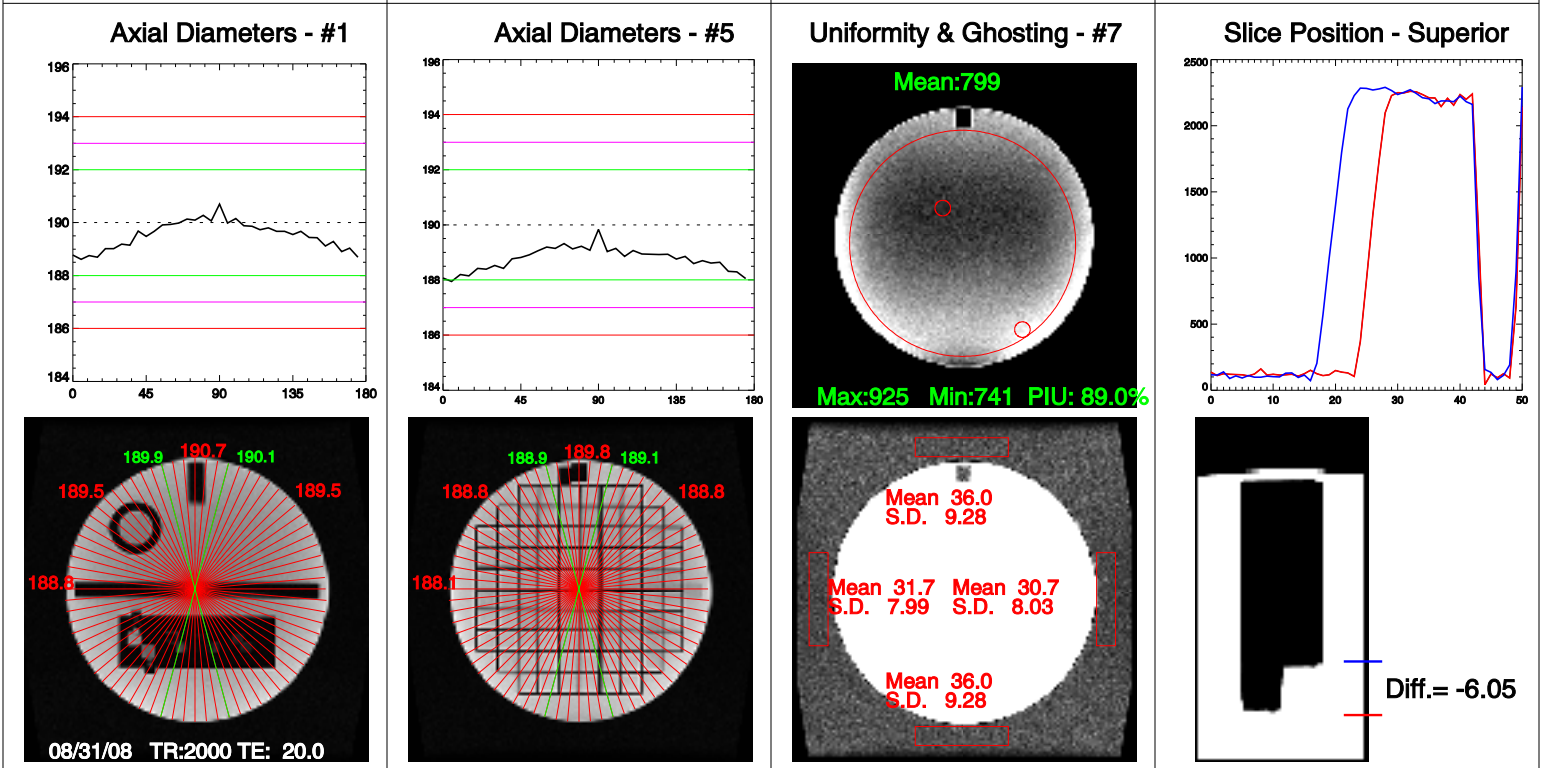 Axial Diameters - #1
196
194
192
190
188
186
184
0 45 90 135 180
189.9 190.7 190.1
189.5 189.5
188.8
08/31/08 TR:2000 TE: 20.0
Axial Diameters - #5
196
194
192
190
188
186
184
0 45 90 135 180
188.9 189.8 189.1
188.8 188.8
188.1
Uniformity & Ghosting - #7
Mean:799
Max:925 Min:741 PIU: 89.0%
Mean 36.0
S.D. 9.28
Mean 31.7 Mean 30.7
S.D. 7.99 S.D. 8.03
Mean 36.0
S.D. 9.28
Slice Position - Superior
2500
2000
1500
1000
500
0
0 10 20 30 40 50
Diff.= -6.05